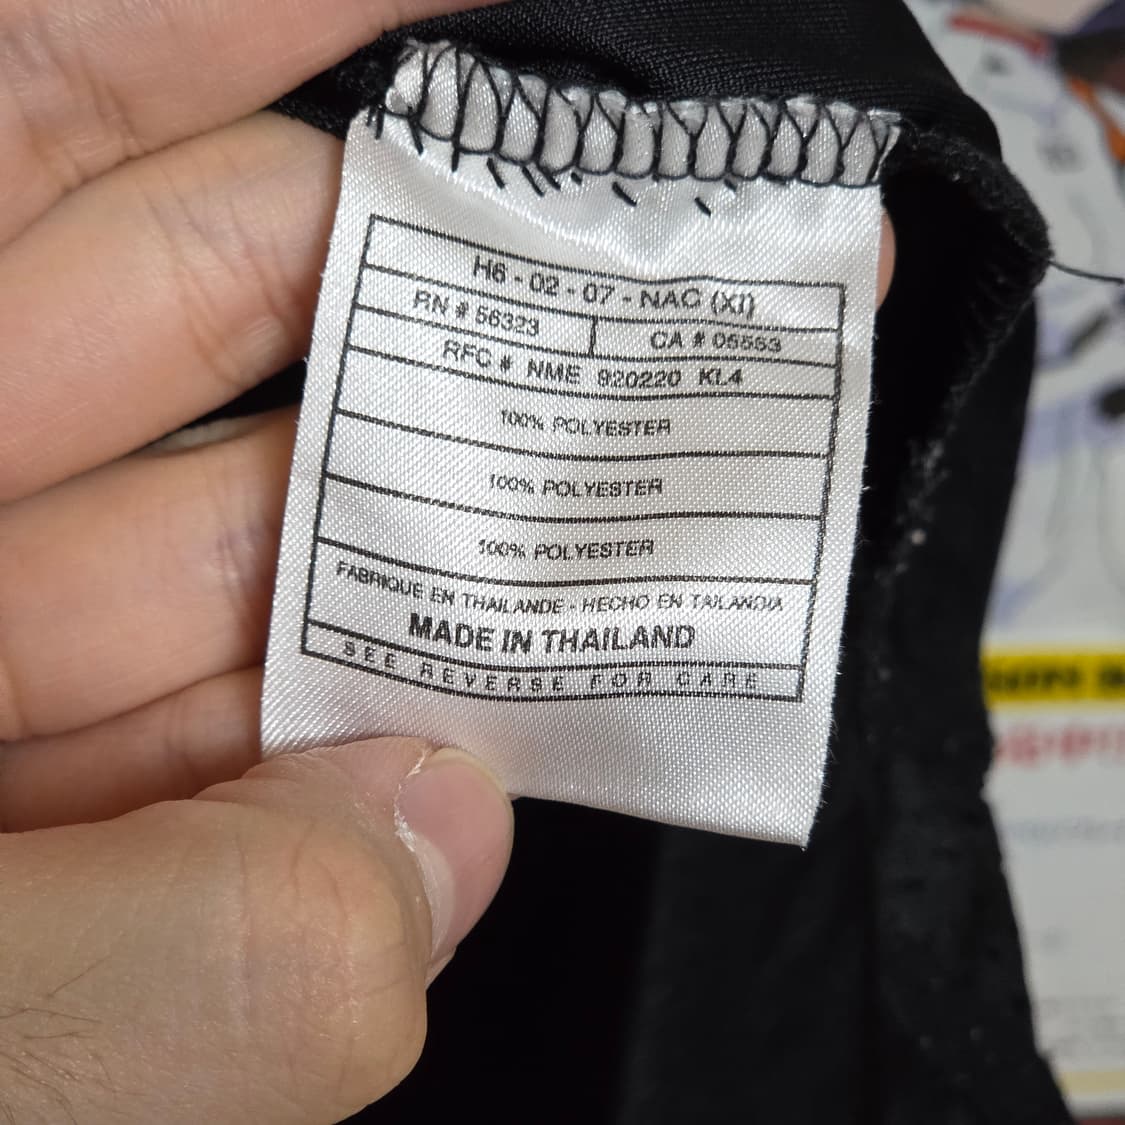 H6 - 02 - 07 - NAC (XI)
RN # 56323
CA # 05553
RFC # NME 920220 KL4
100% POLYESTER
100% POLYESTER
100% POLYESTER
FABRIQUE EN THAILANDE - HECHO EN TAILANDIA
MADE IN THAILAND
SEE REVERSE FOR CARE